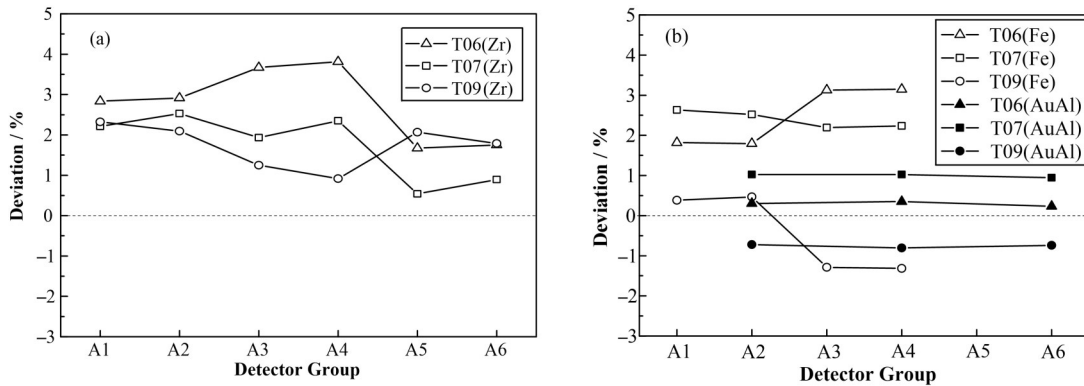 (a)
T06(Zr)
T07(Zr)
T09(Zr)
5
4
3
2
1
0
−1
−2
−3
Deviation / %
A1 A2 A3 A4 A5 A6
Detector Group
(b)
T06(Fe)
T07(Fe)
T09(Fe)
T06(AuAl)
T07(AuAl)
T09(AuAl)
5
4
3
2
1
0
−1
−2
−3
Deviation / %
A1 A2 A3 A4 A5 A6
Detector Group